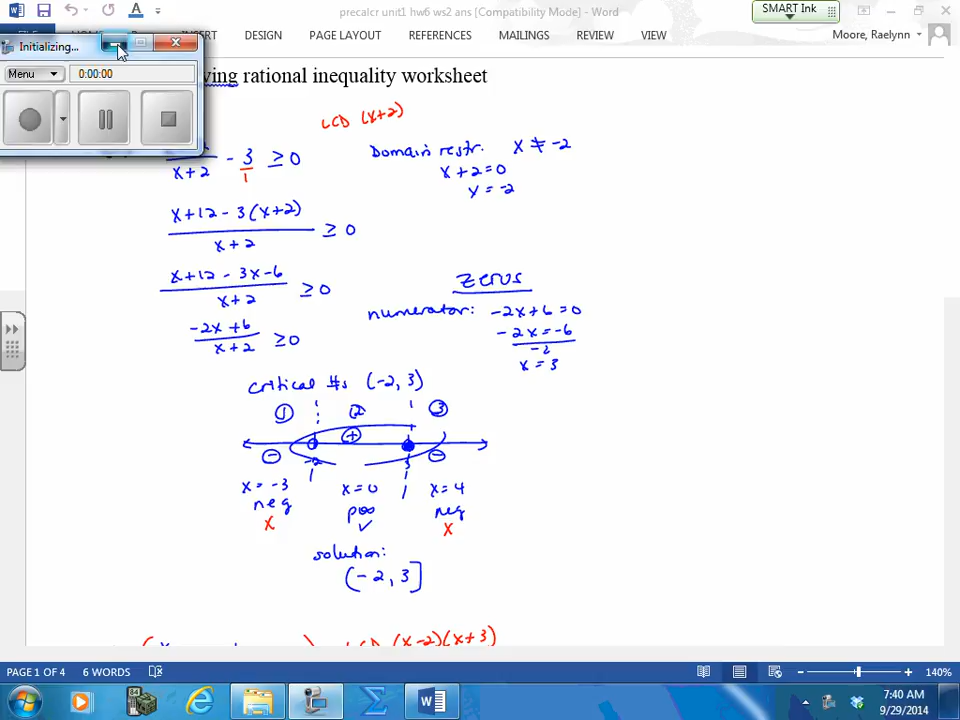 precalcr unit1 hw6 ws2 ans [Compatibility Mode] - Word
SMART Ink
INSERT DESIGN PAGE LAYOUT REFERENCES MAILINGS REVIEW VIEW
Moore, Raelynn
Initializing...
Menu
0:00:00
ving rational inequality worksheet
LCD (x+2)
x+2 - 3/1 ≥ 0
Domain restr. x ≠ -2
x + 2 = 0
x = -2
x+12 - 3(x+2)
x+2 ≥ 0
x+12 - 3x-6
x+2 ≥ 0
-2x+6
x+2 ≥ 0
zeros
numerator: -2x+6 = 0
-2x = -6
-2
x = 3
critical #s (-2, 3)
① ② ③
- + -
-2 3
x = -3 x = 0 x = 4
neg pos neg
x ✓ x
solution:
(-2, 3]
LCD (x-2)(x+3)
PAGE 1 OF 4 6 WORDS
140%
7:40 AM
9/29/2014